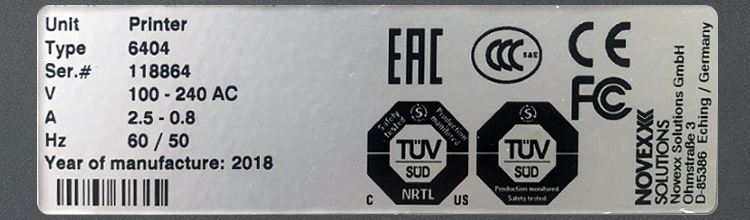 Unit Printer
Type 6404
Ser.# 118864
V 100 - 240 AC
A 2.5 - 0.8
Hz 60 / 50
Year of manufacture: 2018
EAC
CCC S&E
CE
FC
Safety tested S Production monitored
TÜV
SÜD
NRTL
C US
S
TÜV
SÜD
Production monitored
Safety tested
NOVEXX
SOLUTIONS
Novexx Solutions GmbH
Ohmstraße 3
D-85386 Eching / Germany